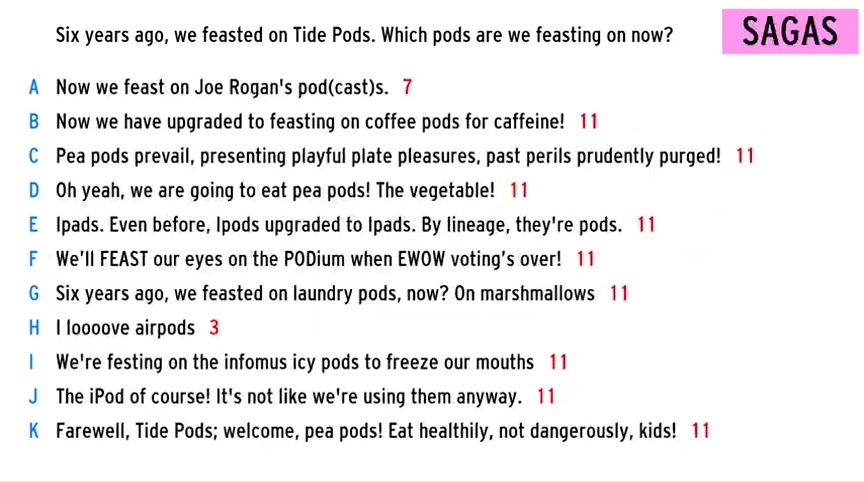 Six years ago, we feasted on Tide Pods. Which pods are we feasting on now?
SAGAS
A Now we feast on Joe Rogan's pod(cast)s. 7
B Now we have upgraded to feasting on coffee pods for caffeine! 11
C Pea pods prevail, presenting playful plate pleasures, past perils prudently purged! 11
D Oh yeah, we are going to eat pea pods! The vegetable! 11
E Ipads. Even before, Ipods upgraded to Ipads. By lineage, they're pods. 11
F We'll FEAST our eyes on the PODium when EWOW voting's over! 11
G Six years ago, we feasted on laundry pods, now? On marshmallows 11
H I loooove airpods 3
I We're festing on the infomus icy pods to freeze our mouths 11
J The iPod of course! It's not like we're using them anyway. 11
K Farewell, Tide Pods; welcome, pea pods! Eat healthily, not dangerously, kids! 11